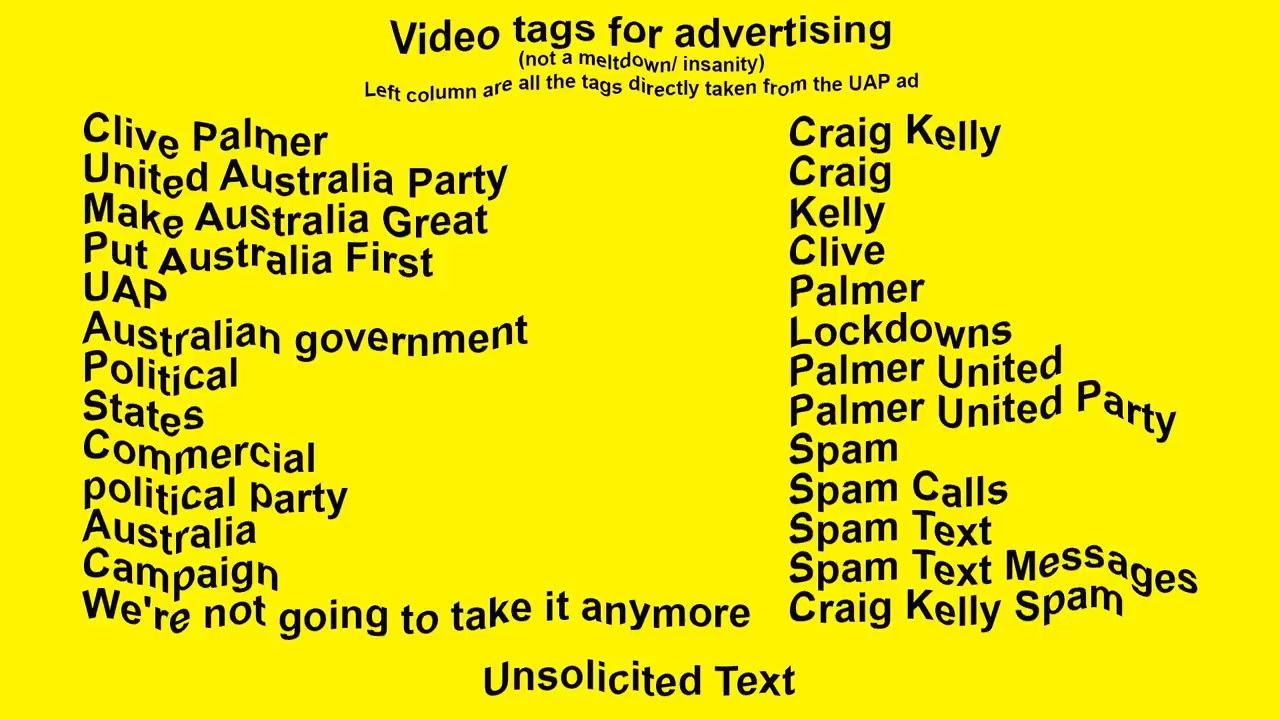 Video tags for advertising
(not a meltdown/ insanity)
Left column are all the tags directly taken from the UAP ad
Clive Palmer
United Australia Party
Make Australia Great
Put Australia First
UAP
Australian government
Political
States
Commercial
political party
Australia
Campaign
We're not going to take it anymore
Craig Kelly
Craig
Kelly
Clive
Palmer
Lockdowns
Palmer United
Palmer United Party
Spam
Spam Calls
Spam Text
Spam Text Messages
Craig Kelly Spam
Unsolicited Text